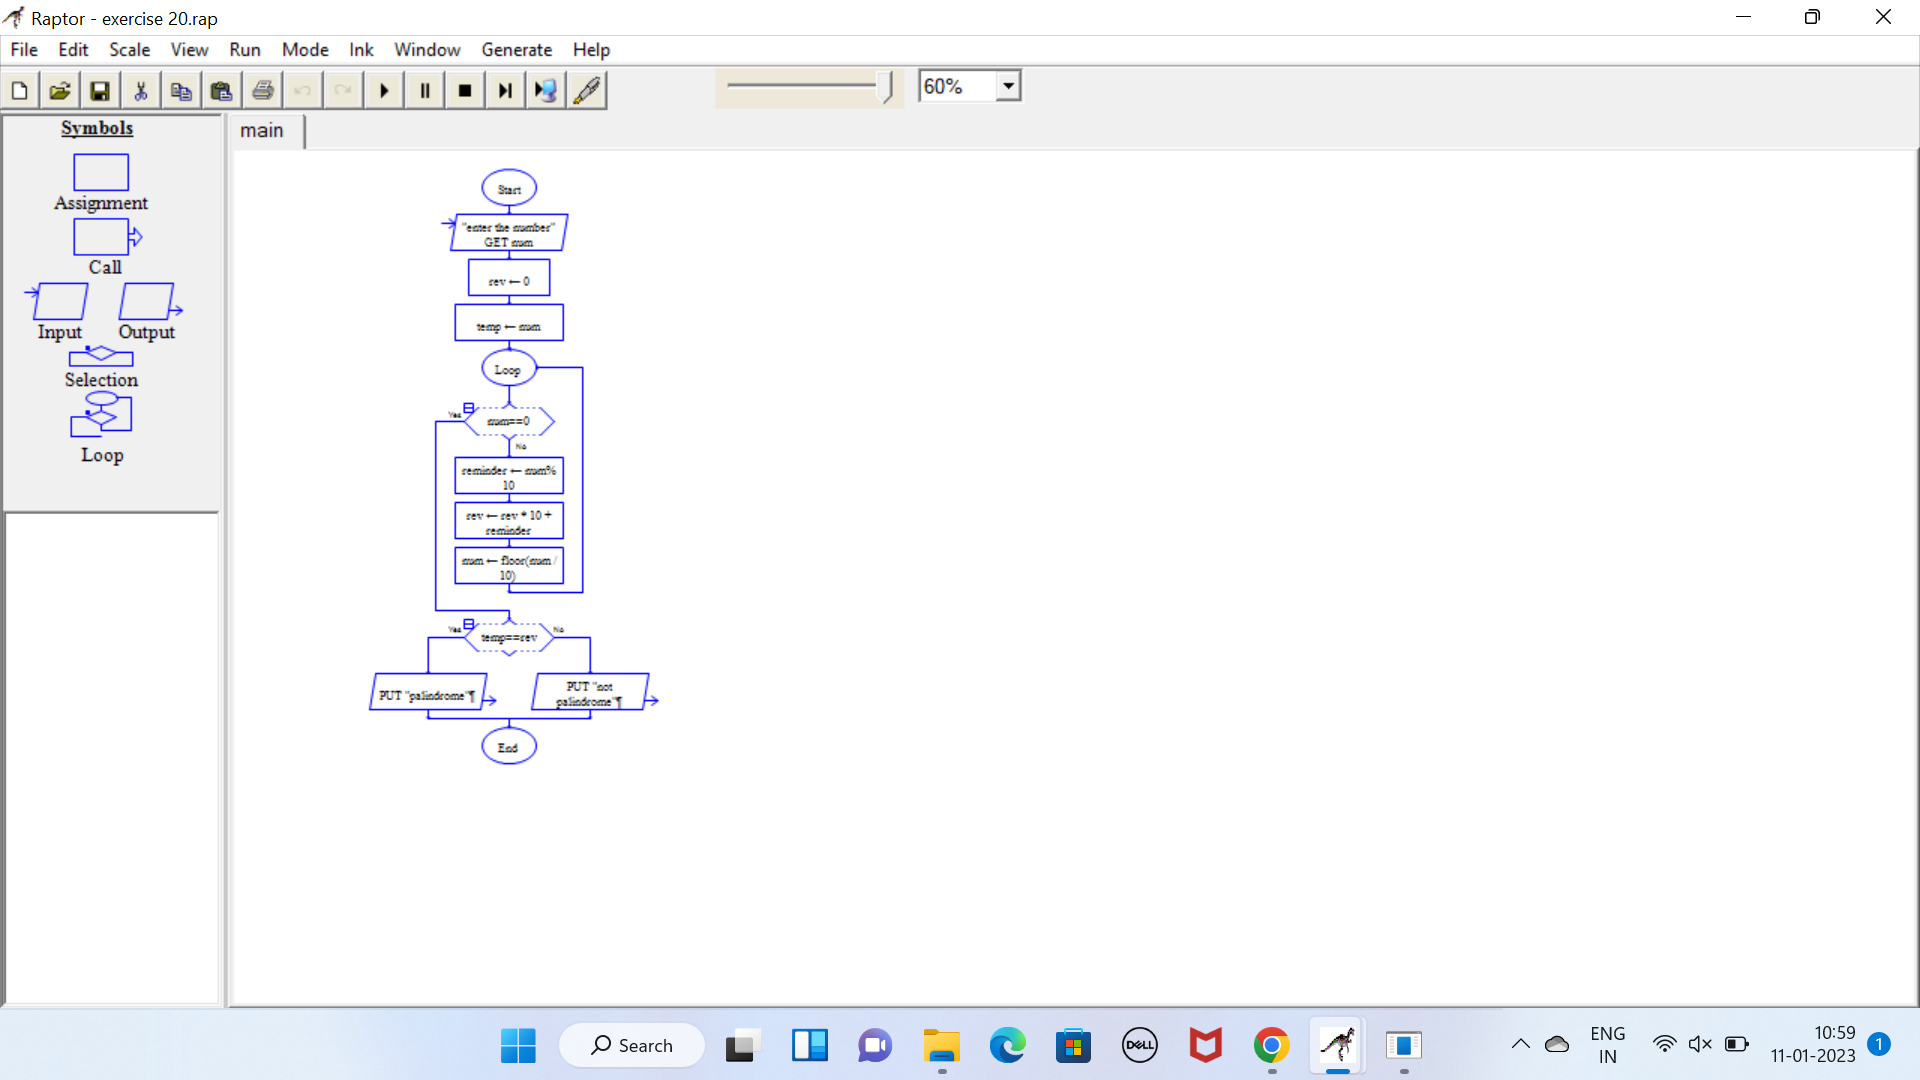 Raptor - exercise 20.rap
File Edit Scale View Run Mode Ink Window Generate Help
60%
Symbols
Assignment
Call
Input Output
Selection
Loop
main
Start
"enter the number"
GET num
rev ← 0
temp ← num
Loop
Yes
num==0
No
reminder ← num%
10
rev ← rev * 10 +
reminder
num ← floor(num /
10)
Yes
temp==rev
No
PUT "palindrome"¶
PUT "not
palindrome"¶
End
Search
DELL
ENG
IN
10:59
11-01-2023
1